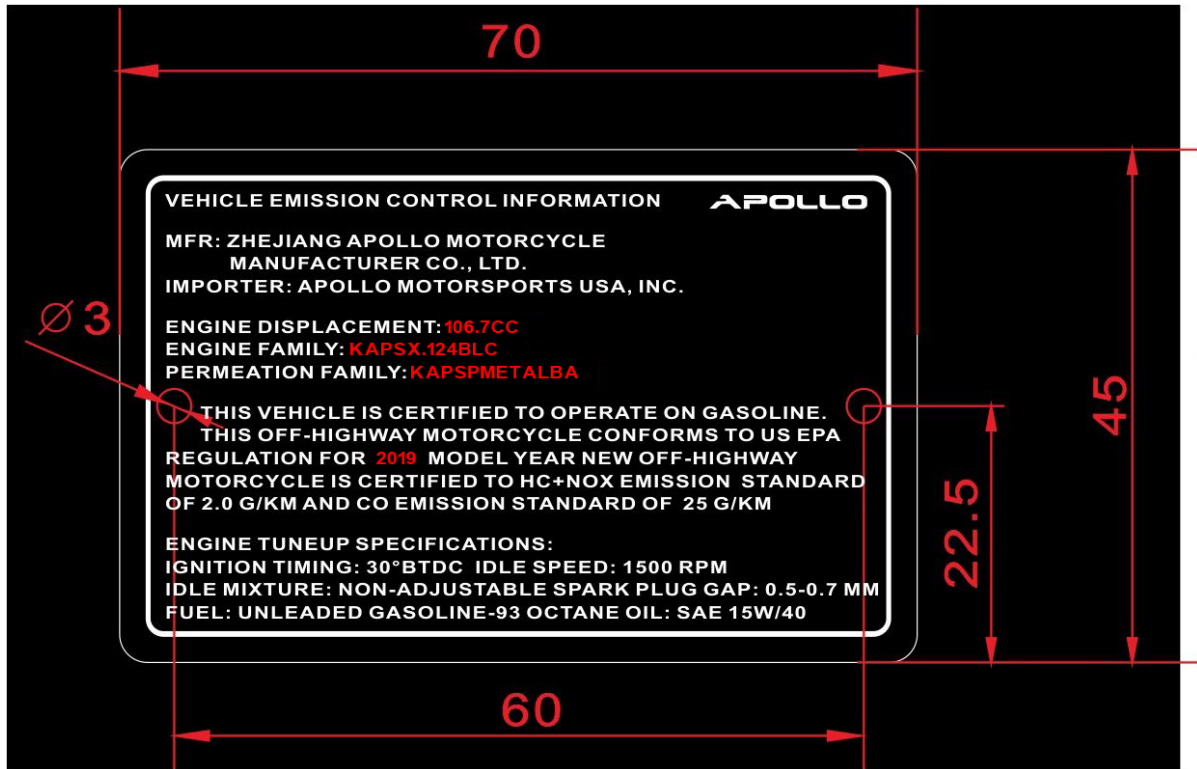 70
VEHICLE EMISSION CONTROL INFORMATION APOLLO
MFR: ZHEJIANG APOLLO MOTORCYCLE
MANUFACTURER CO., LTD.
IMPORTER: APOLLO MOTORSPORTS USA, INC.
⌀3
ENGINE DISPLACEMENT: 106.7CC
ENGINE FAMILY: KAPSX.124BLC
PERMEATION FAMILY: KAPSPMETALBA
45
THIS VEHICLE IS CERTIFIED TO OPERATE ON GASOLINE.
THIS OFF-HIGHWAY MOTORCYCLE CONFORMS TO US EPA
REGULATION FOR 2019 MODEL YEAR NEW OFF-HIGHWAY
MOTORCYCLE IS CERTIFIED TO HC+NOX EMISSION STANDARD
OF 2.0 G/KM AND CO EMISSION STANDARD OF 25 G/KM
22.5
ENGINE TUNEUP SPECIFICATIONS:
IGNITION TIMING: 30°BTDC IDLE SPEED: 1500 RPM
IDLE MIXTURE: NON-ADJUSTABLE SPARK PLUG GAP: 0.5-0.7 MM
FUEL: UNLEADED GASOLINE-93 OCTANE OIL: SAE 15W/40
60